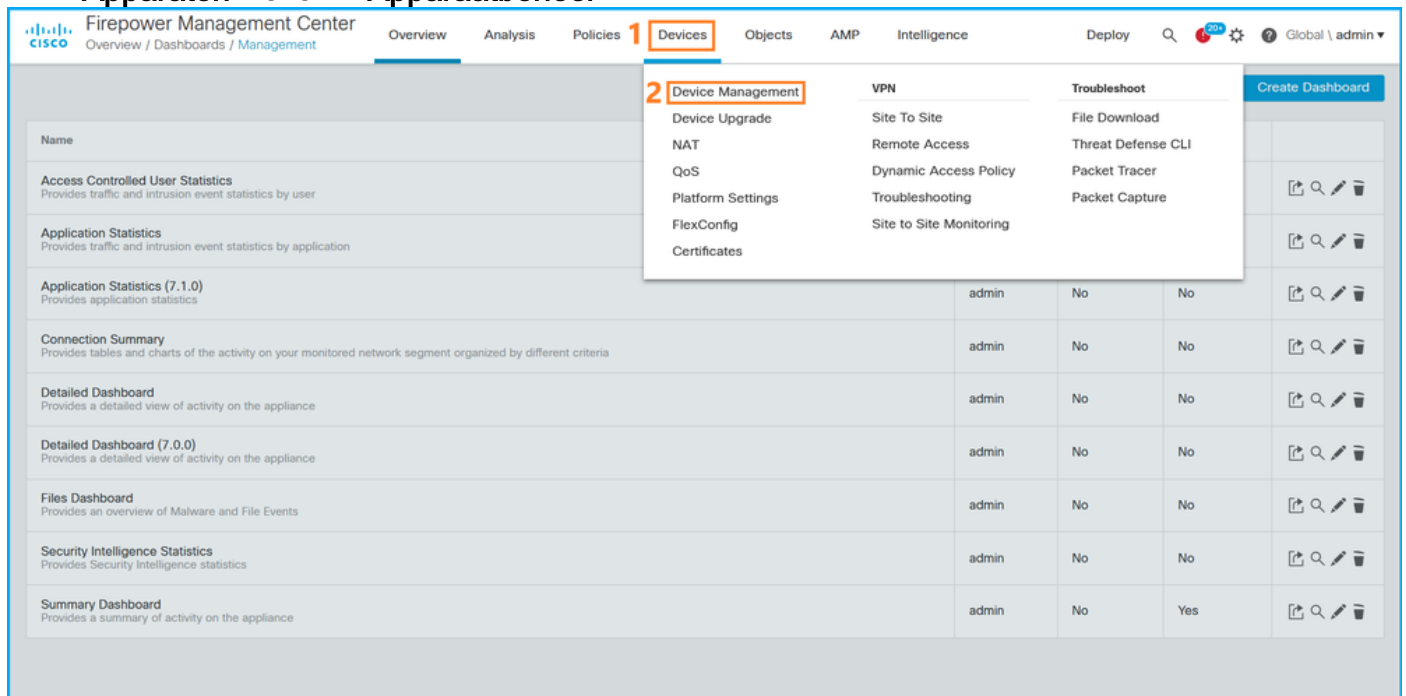 Firepower Management Center
CISCO Overview / Dashboards / Management
Overview Analysis Policies 1 Devices Objects AMP Intelligence Deploy 20+ Global \ admin
2 Device Management VPN Troubleshoot Create Dashboard
Device Upgrade Site To Site File Download
NAT Remote Access Threat Defense CLI
QoS Dynamic Access Policy Packet Tracer
Platform Settings Troubleshooting Packet Capture
FlexConfig Site to Site Monitoring
Certificates
Name
Access Controlled User Statistics
Provides traffic and intrusion event statistics by user
Application Statistics
Provides traffic and intrusion event statistics by application
Application Statistics (7.1.0)
Provides application statistics
admin No No
Connection Summary
Provides tables and charts of the activity on your monitored network segment organized by different criteria
admin No No
Detailed Dashboard
Provides a detailed view of activity on the appliance
admin No No
Detailed Dashboard (7.0.0)
Provides a detailed view of activity on the appliance
admin No No
Files Dashboard
Provides an overview of Malware and File Events
admin No No
Security Intelligence Statistics
Provides Security Intelligence statistics
admin No No
Summary Dashboard
Provides a summary of activity on the appliance
admin No Yes